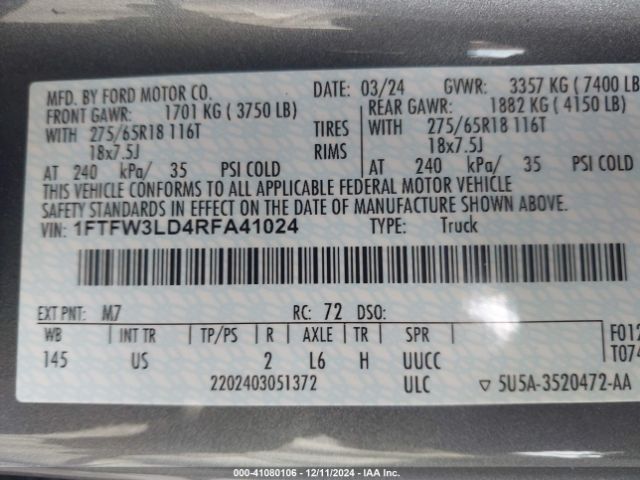 MFD. BY FORD MOTOR CO.
DATE: 03/24 GVWR: 3357 KG ( 7400 LB
FRONT GAWR: 1701 KG ( 3750 LB)
REAR GAWR: 1882 KG ( 4150 LB)
WITH 275/65R18 116T TIRES WITH 275/65R18 116T
18x7.5J RIMS 18x7.5J
AT 240 kPa/ 35 PSI COLD AT 240 kPa/ 35 PSI COLD
THIS VEHICLE CONFORMS TO ALL APPLICABLE FEDERAL MOTOR VEHICLE
SAFETY STANDARDS IN EFFECT ON THE DATE OF MANUFACTURE SHOWN ABOVE.
VIN: 1FTFW3LD4RFA41024 TYPE: Truck
EXT PNT: M7 RC: 72 DSO:
WB INT TR TP/PS R AXLE TR SPR F012
145 US 2 L6 H UUCC T074
2202403051372 ULC ▽ 5U5A-3520472-AA
000-41080106 - 12/11/2024 - IAA Inc.